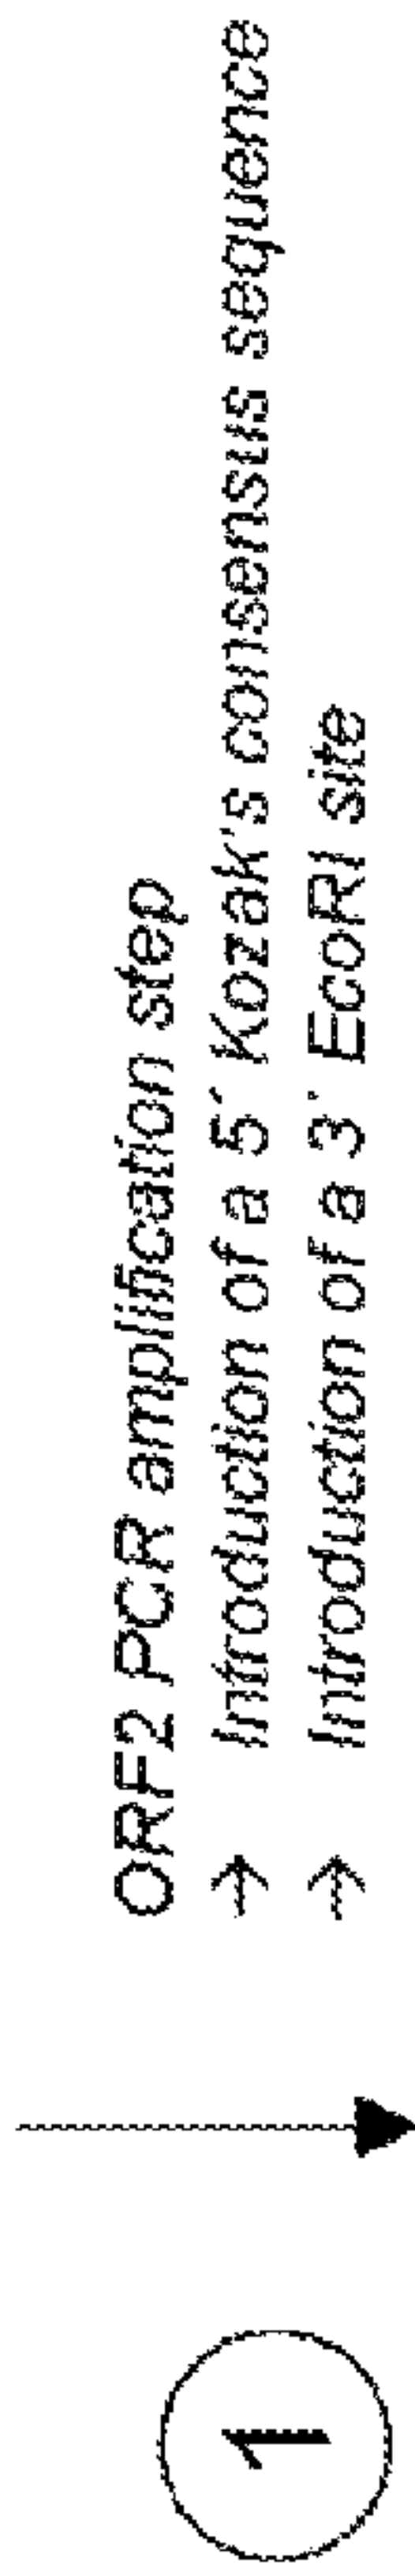 1
ORF2 PCR amplification step
→ Introduction of a 5´ Kozak's consensus sequence
→ Introduction of a 3´ EcoRI site